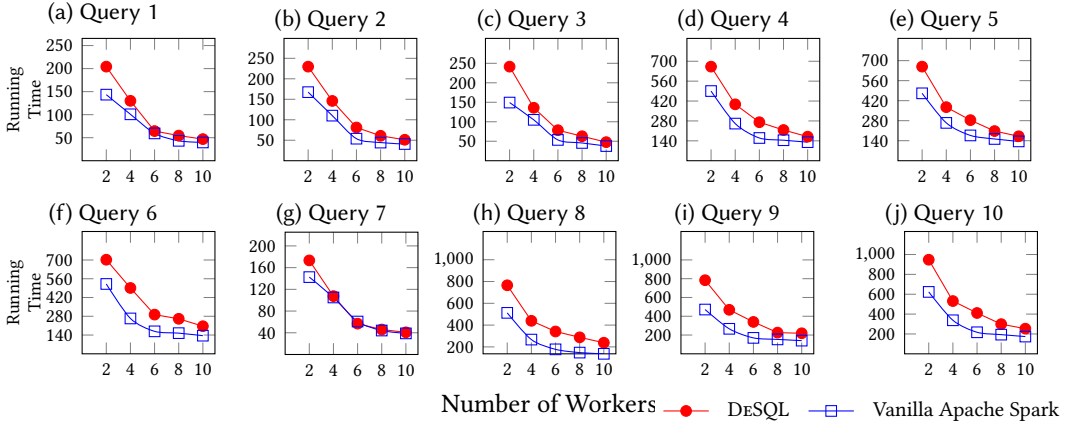 (a) Query 1
(b) Query 2
(c) Query 3
(d) Query 4
(e) Query 5
Running
Time
250
200
150
100
50
2 4 6 8 10
250
200
150
100
50
2 4 6 8 10
250
200
150
100
50
2 4 6 8 10
700
560
420
280
140
2 4 6 8 10
700
560
420
280
140
2 4 6 8 10
(f) Query 6
(g) Query 7
(h) Query 8
(i) Query 9
(j) Query 10
Running
Time
700
560
420
280
140
2 4 6 8 10
200
160
120
80
40
2 4 6 8 10
1,000
800
600
400
200
2 4 6 8 10
1,000
800
600
400
200
2 4 6 8 10
1,000
800
600
400
200
2 4 6 8 10
Number of Workers
DeSQL
Vanilla Apache Spark